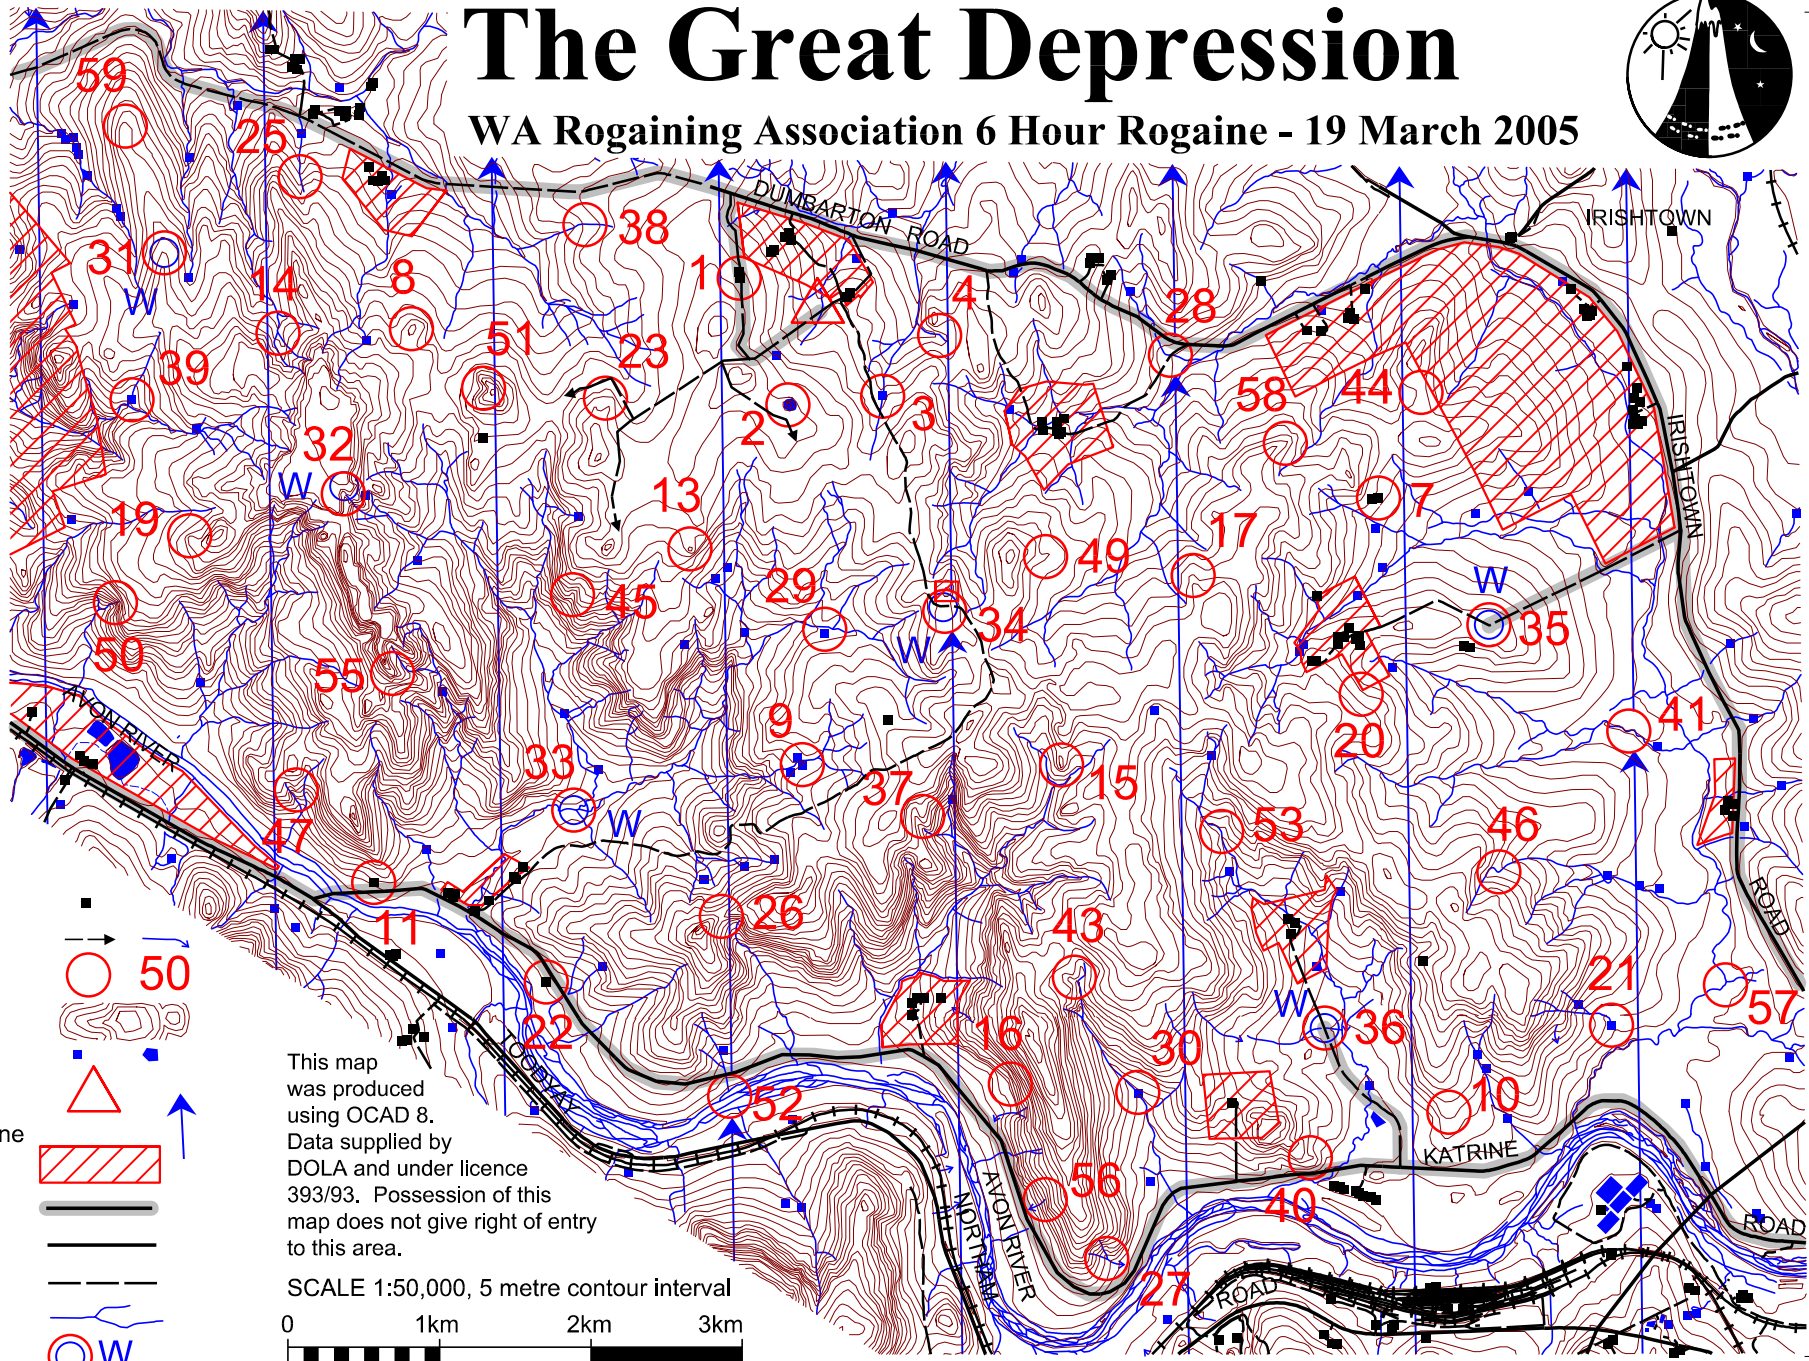 The Great Depression
WA Rogaining Association 6 Hour Rogaine - 19 March 2005
59
25
38
DUMBARTON ROAD
IRISHTOWN
31
W
14
8
1
4
28
51
23
39
58
44
2
3
IRISHTOWN
ROAD
32
W
13
7
19
17
49
W
29
45
34
W
35
50
55
AVON RIVER
9
20
41
33
W
37
15
47
53
46
26
11
43
50
W
36
21
57
22
16
30
TOODYAY
52
10
KATRINE
ROAD
56
40
AVON RIVER
NORTHAM
27
ROAD
ne
W
This map
was produced
using OCAD 8.
Data supplied by
DOLA and under licence
393/93. Possession of this
map does not give right of entry
to this area.
SCALE 1:50,000, 5 metre contour interval
0 1km 2km 3km